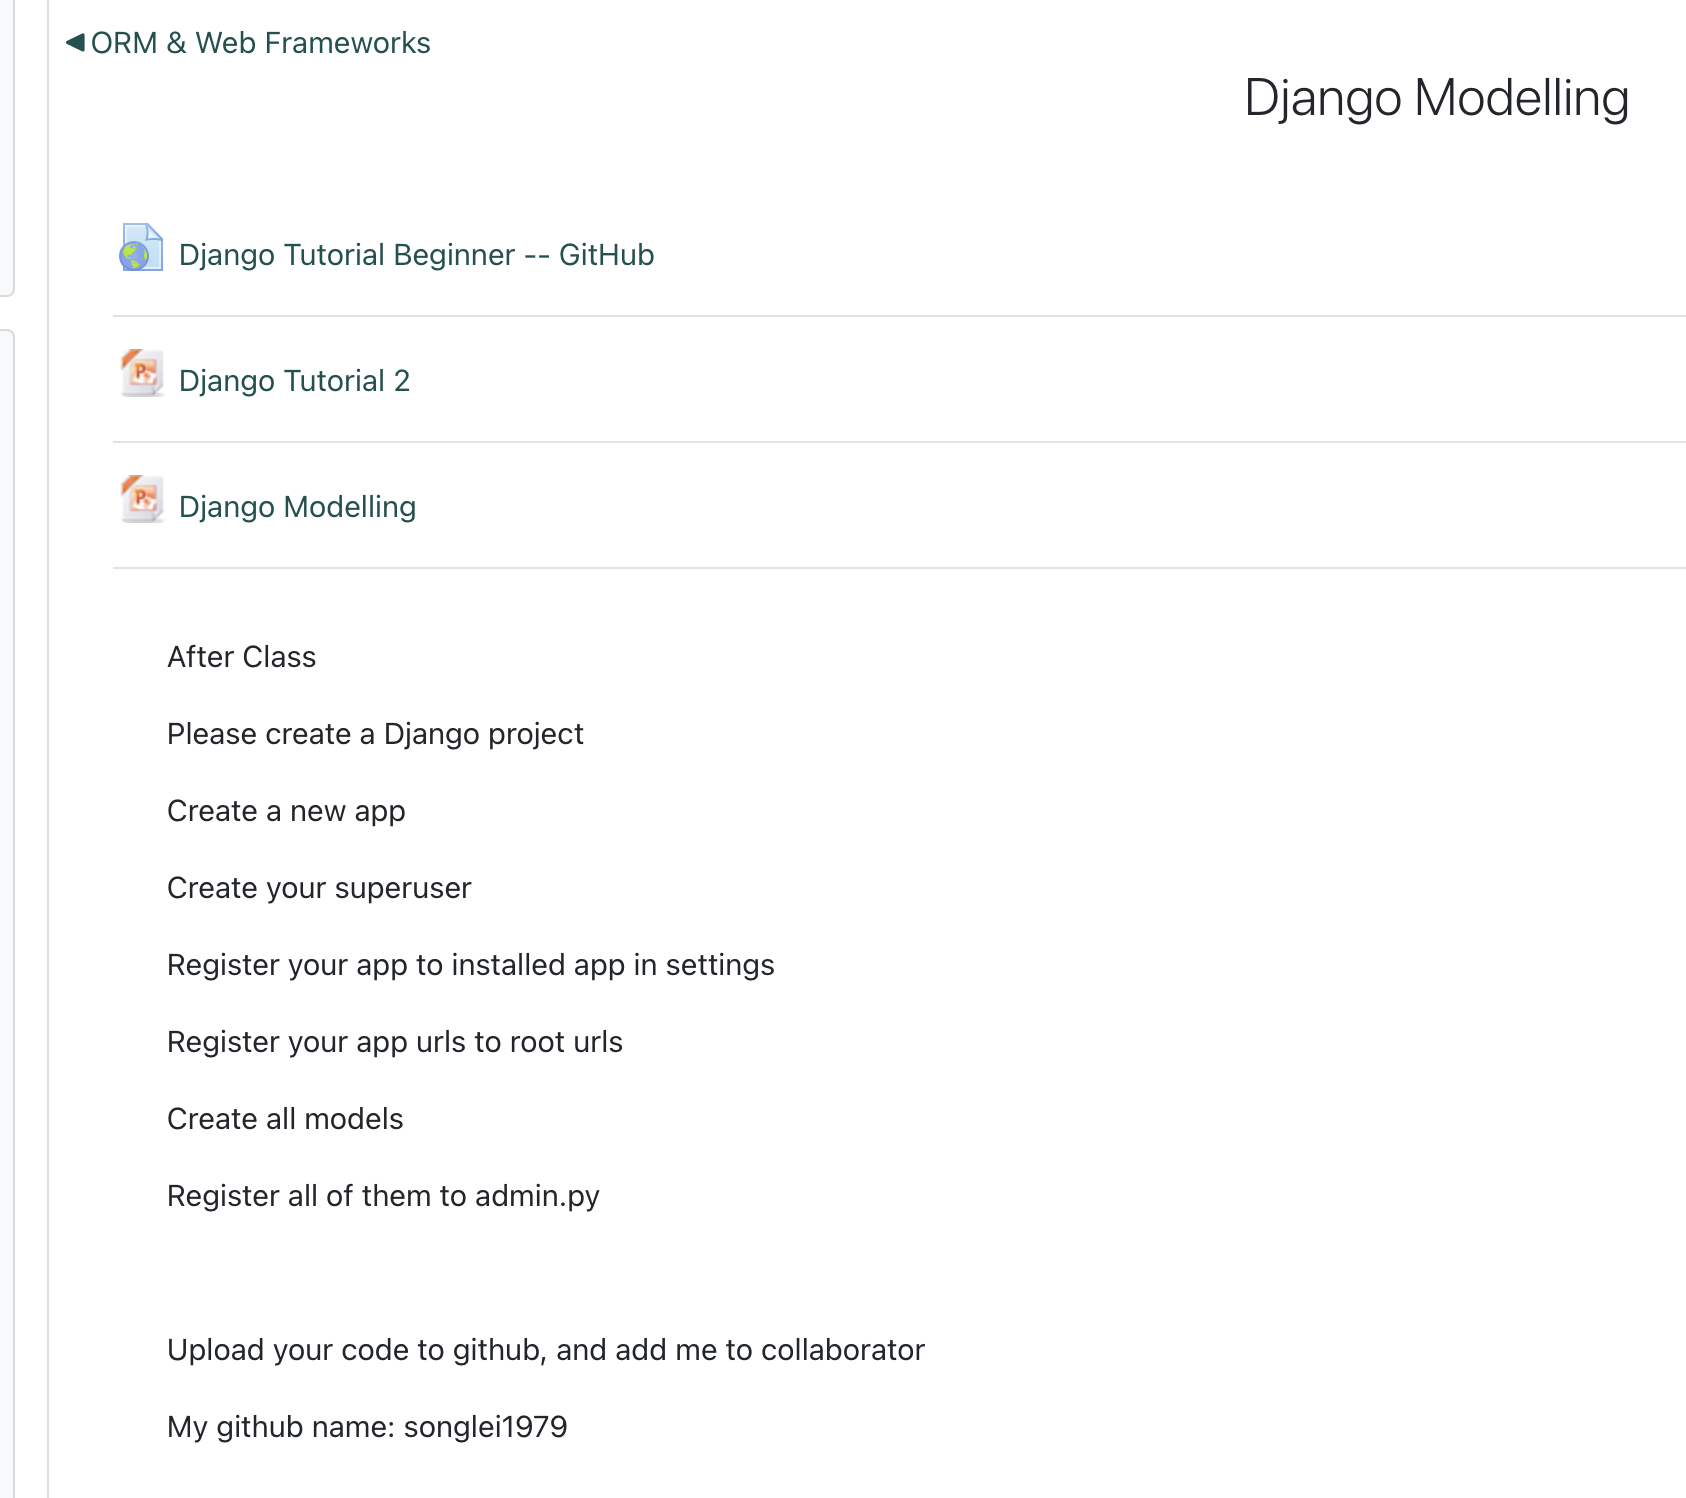 ◄ORM & Web Frameworks
Django Modelling
Django Tutorial Beginner -- GitHub
Django Tutorial 2
Django Modelling
After Class
Please create a Django project
Create a new app
Create your superuser
Register your app to installed app in settings
Register your app urls to root urls
Create all models
Register all of them to admin.py
Upload your code to github, and add me to collaborator
My github name: songlei1979